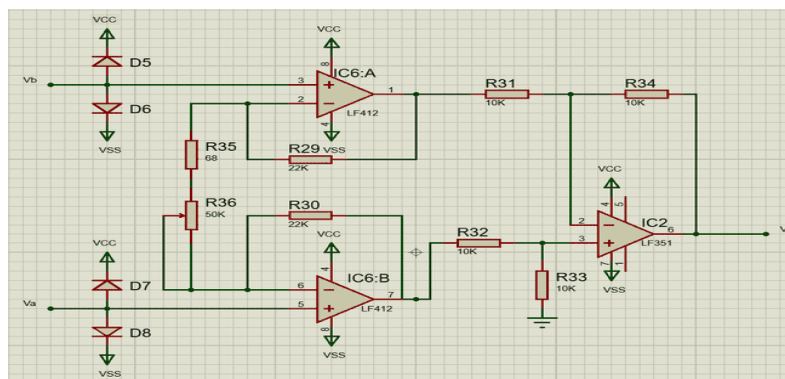 VCC
VCC
D5
Vb
IC6:A
8
3
2
1
4
LF412
D6
VSS
VSS
R31
10K
R34
10K
R35
68
R29
22K
R36
50K
R30
22K
VCC
VCC
4
5
IC2
2
3
6
LF351
7
1
VSS
R32
10K
R33
10K
VCC
D7
4
IC6:B
6
5
7
LF412
8
Va
D8
VSS
VSS
V